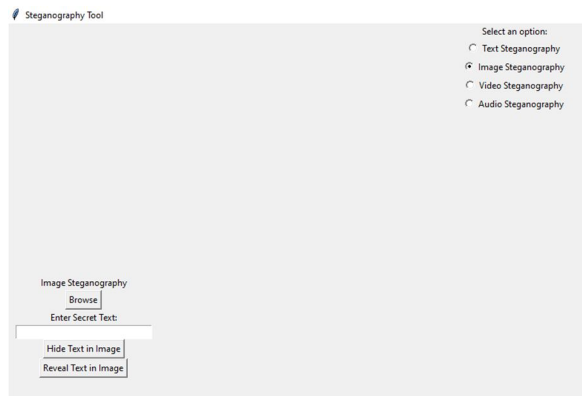 Steganography Tool
Select an option:
Text Steganography
Image Steganography
Video Steganography
Audio Steganography
Image Steganography
Browse
Enter Secret Text:
Hide Text in Image
Reveal Text in Image